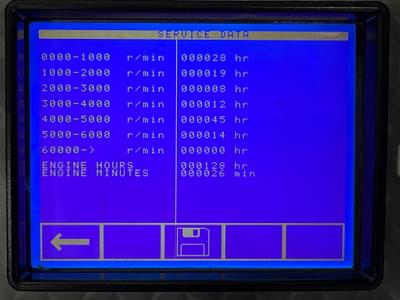 SERVICE DATA
0000-1000 r/min 000028 hr
1000-2000 r/min 000019 hr
2000-3000 r/min 000008 hr
3000-4000 r/min 000012 hr
4000-5000 r/min 000045 hr
5000-6000 r/min 000014 hr
60000-> r/min 000000 hr
ENGINE HOURS 000128 hr
ENGINE MINUTES 000026 min